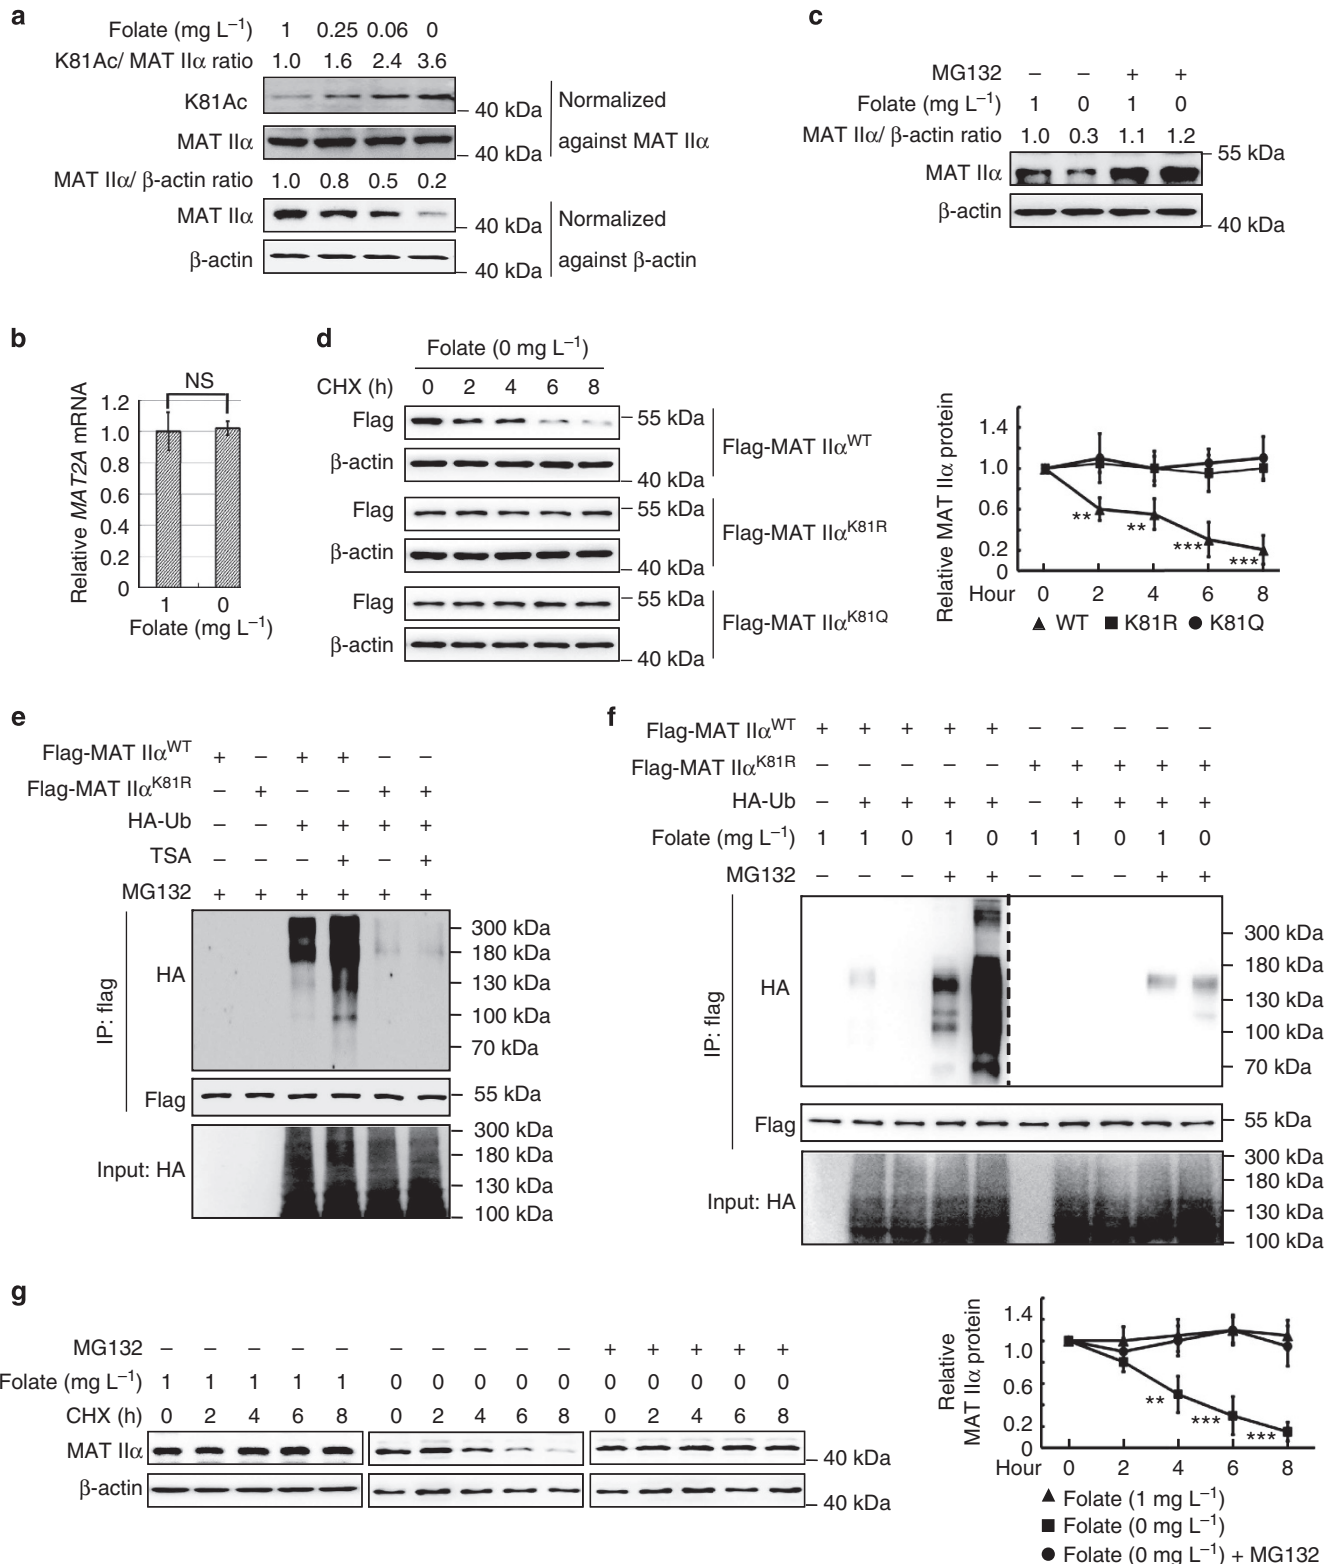 a
Folate (mg L⁻¹) 1 0.25 0.06 0
K81Ac/ MAT IIα ratio 1.0 1.6 2.4 3.6
K81Ac
40 kDa
MAT IIα
40 kDa
Normalized
against MAT IIα
MAT IIα/ β-actin ratio 1.0 0.8 0.5 0.2
MAT IIα
40 kDa
β-actin
40 kDa
Normalized
against β-actin
c
MG132 – – + +
Folate (mg L⁻¹) 1 0 1 0
MAT IIα/ β-actin ratio 1.0 0.3 1.1 1.2
55 kDa
MAT IIα
β-actin
40 kDa
b
Relative MAT2A mRNA
NS
1.2
1.0
0.8
0.6
0.4
0.2
0
1 0
Folate (mg L⁻¹)
d
Folate (0 mg L⁻¹)
CHX (h) 0 2 4 6 8
Flag
55 kDa
β-actin
40 kDa
Flag-MAT IIα^WT
Flag
55 kDa
β-actin
40 kDa
Flag-MAT IIα^K81R
Flag
55 kDa
β-actin
40 kDa
Flag-MAT IIα^K81Q
Relative MAT IIα protein
1.4
1.0
0.6
0.2
0
** ** *** ***
Hour 0 2 4 6 8
▲ WT ■ K81R ● K81Q
e
Flag-MAT IIα^WT + – + + – –
Flag-MAT IIα^K81R – + – – + +
HA-Ub – – + + + +
TSA – – – + – +
MG132 + + + + + +
IP: flag
HA
300 kDa
180 kDa
130 kDa
100 kDa
70 kDa
Flag
55 kDa
Input: HA
300 kDa
180 kDa
130 kDa
100 kDa
f
Flag-MAT IIα^WT + + + + + – – – – –
Flag-MAT IIα^K81R – – – – – + + + + +
HA-Ub – + + + + – + + + +
Folate (mg L⁻¹) 1 1 0 1 0 1 1 0 1 0
MG132 – – – + + – – – + +
IP: flag
HA
300 kDa
180 kDa
130 kDa
100 kDa
70 kDa
Flag
55 kDa
Input: HA
300 kDa
180 kDa
130 kDa
100 kDa
g
MG132 – – – – – – – – – – + + + + +
Folate (mg L⁻¹) 1 1 1 1 1 0 0 0 0 0 0 0 0 0 0
CHX (h) 0 2 4 6 8 0 2 4 6 8 0 2 4 6 8
MAT IIα
40 kDa
β-actin
40 kDa
Relative
MAT IIα protein
1.4
1.0
0.6
0.2
0
** *** ***
Hour 0 2 4 6 8
▲ Folate (1 mg L⁻¹)
■ Folate (0 mg L⁻¹)
● Folate (0 mg L⁻¹) + MG132